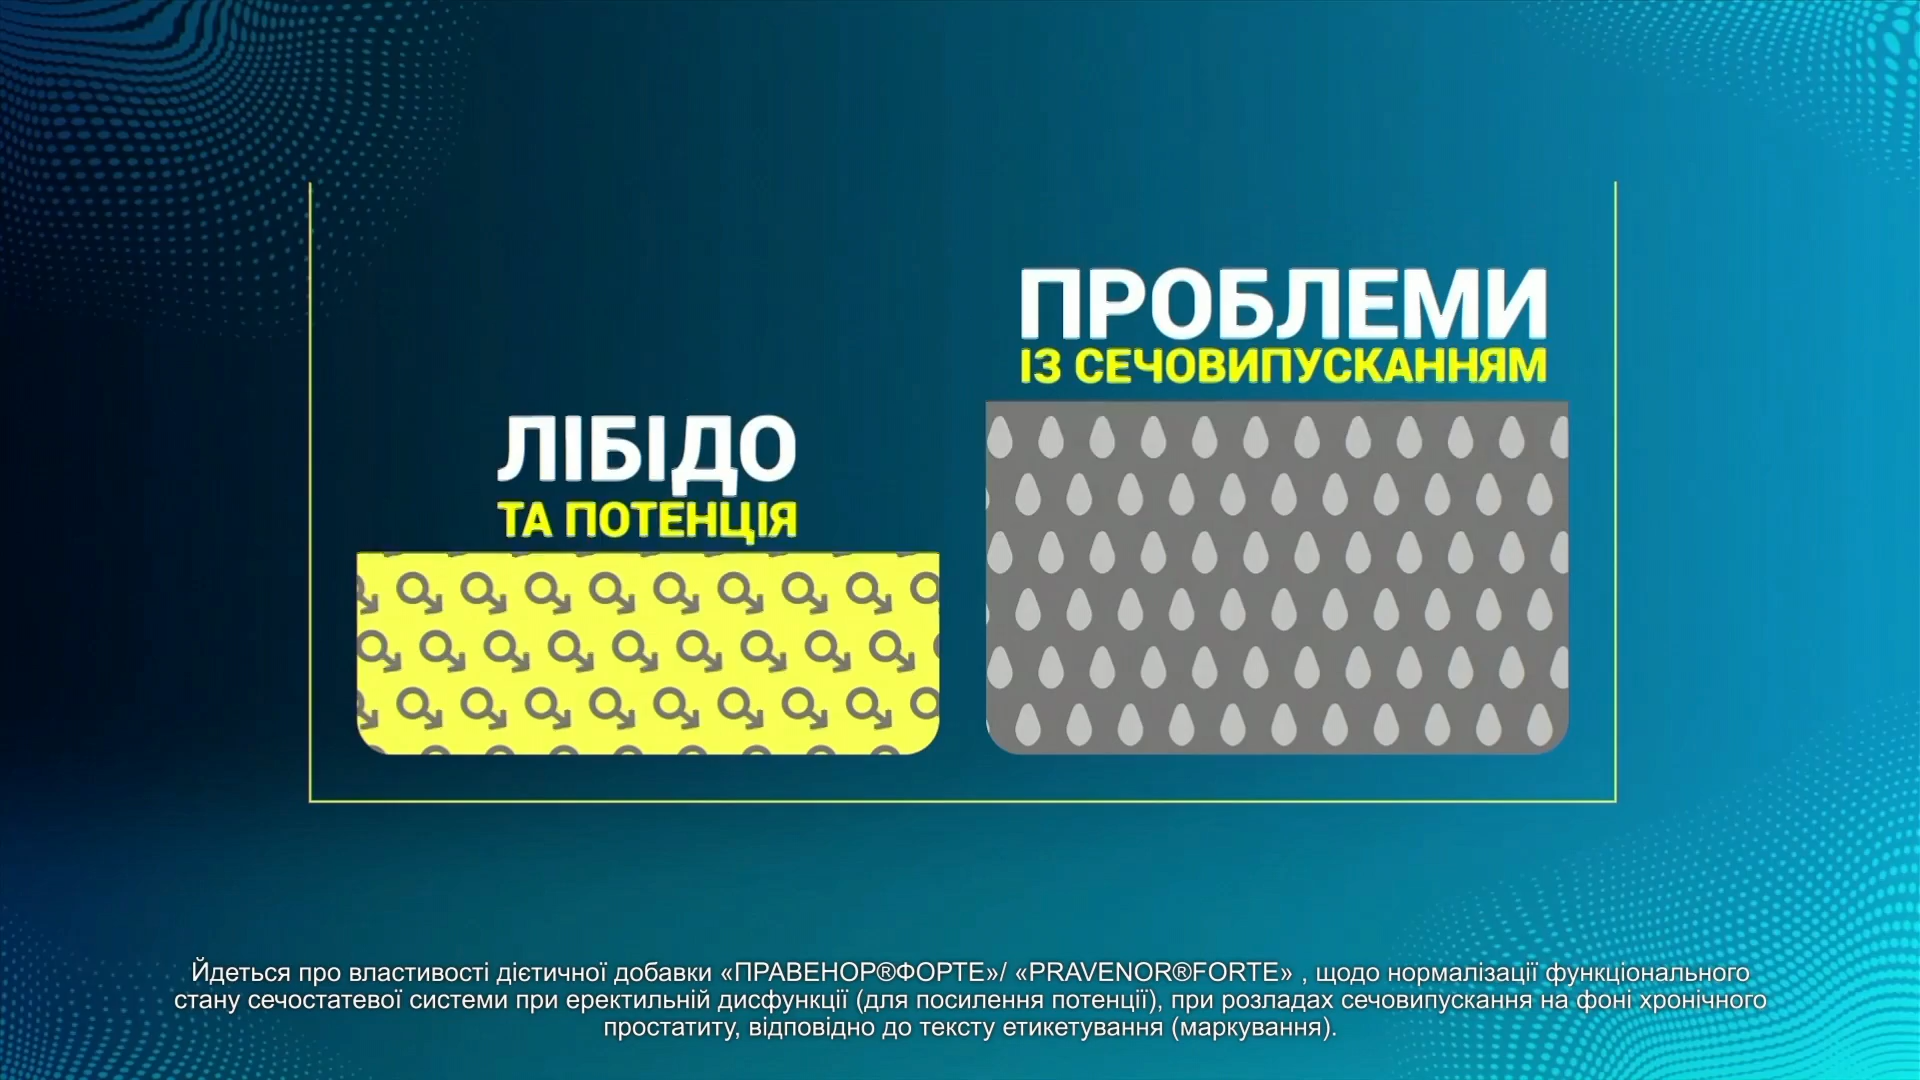 ПРОБЛЕМИ
ІЗ СЕЧОВИПУСКАННЯМ
ЛІБІДО
ТА ПОТЕНЦІЯ
Йдеться про властивості дієтичної добавки «ПРАВЕНОР®ФОРТЕ»/ «PRAVENOR®FORTE» , щодо нормалізації функціонального
стану сечостатевої системи при еректильній дисфункції (для посилення потенції), при розладах сечовипускання на фоні хронічного
простатиту, відповідно до тексту етикетування (маркування).